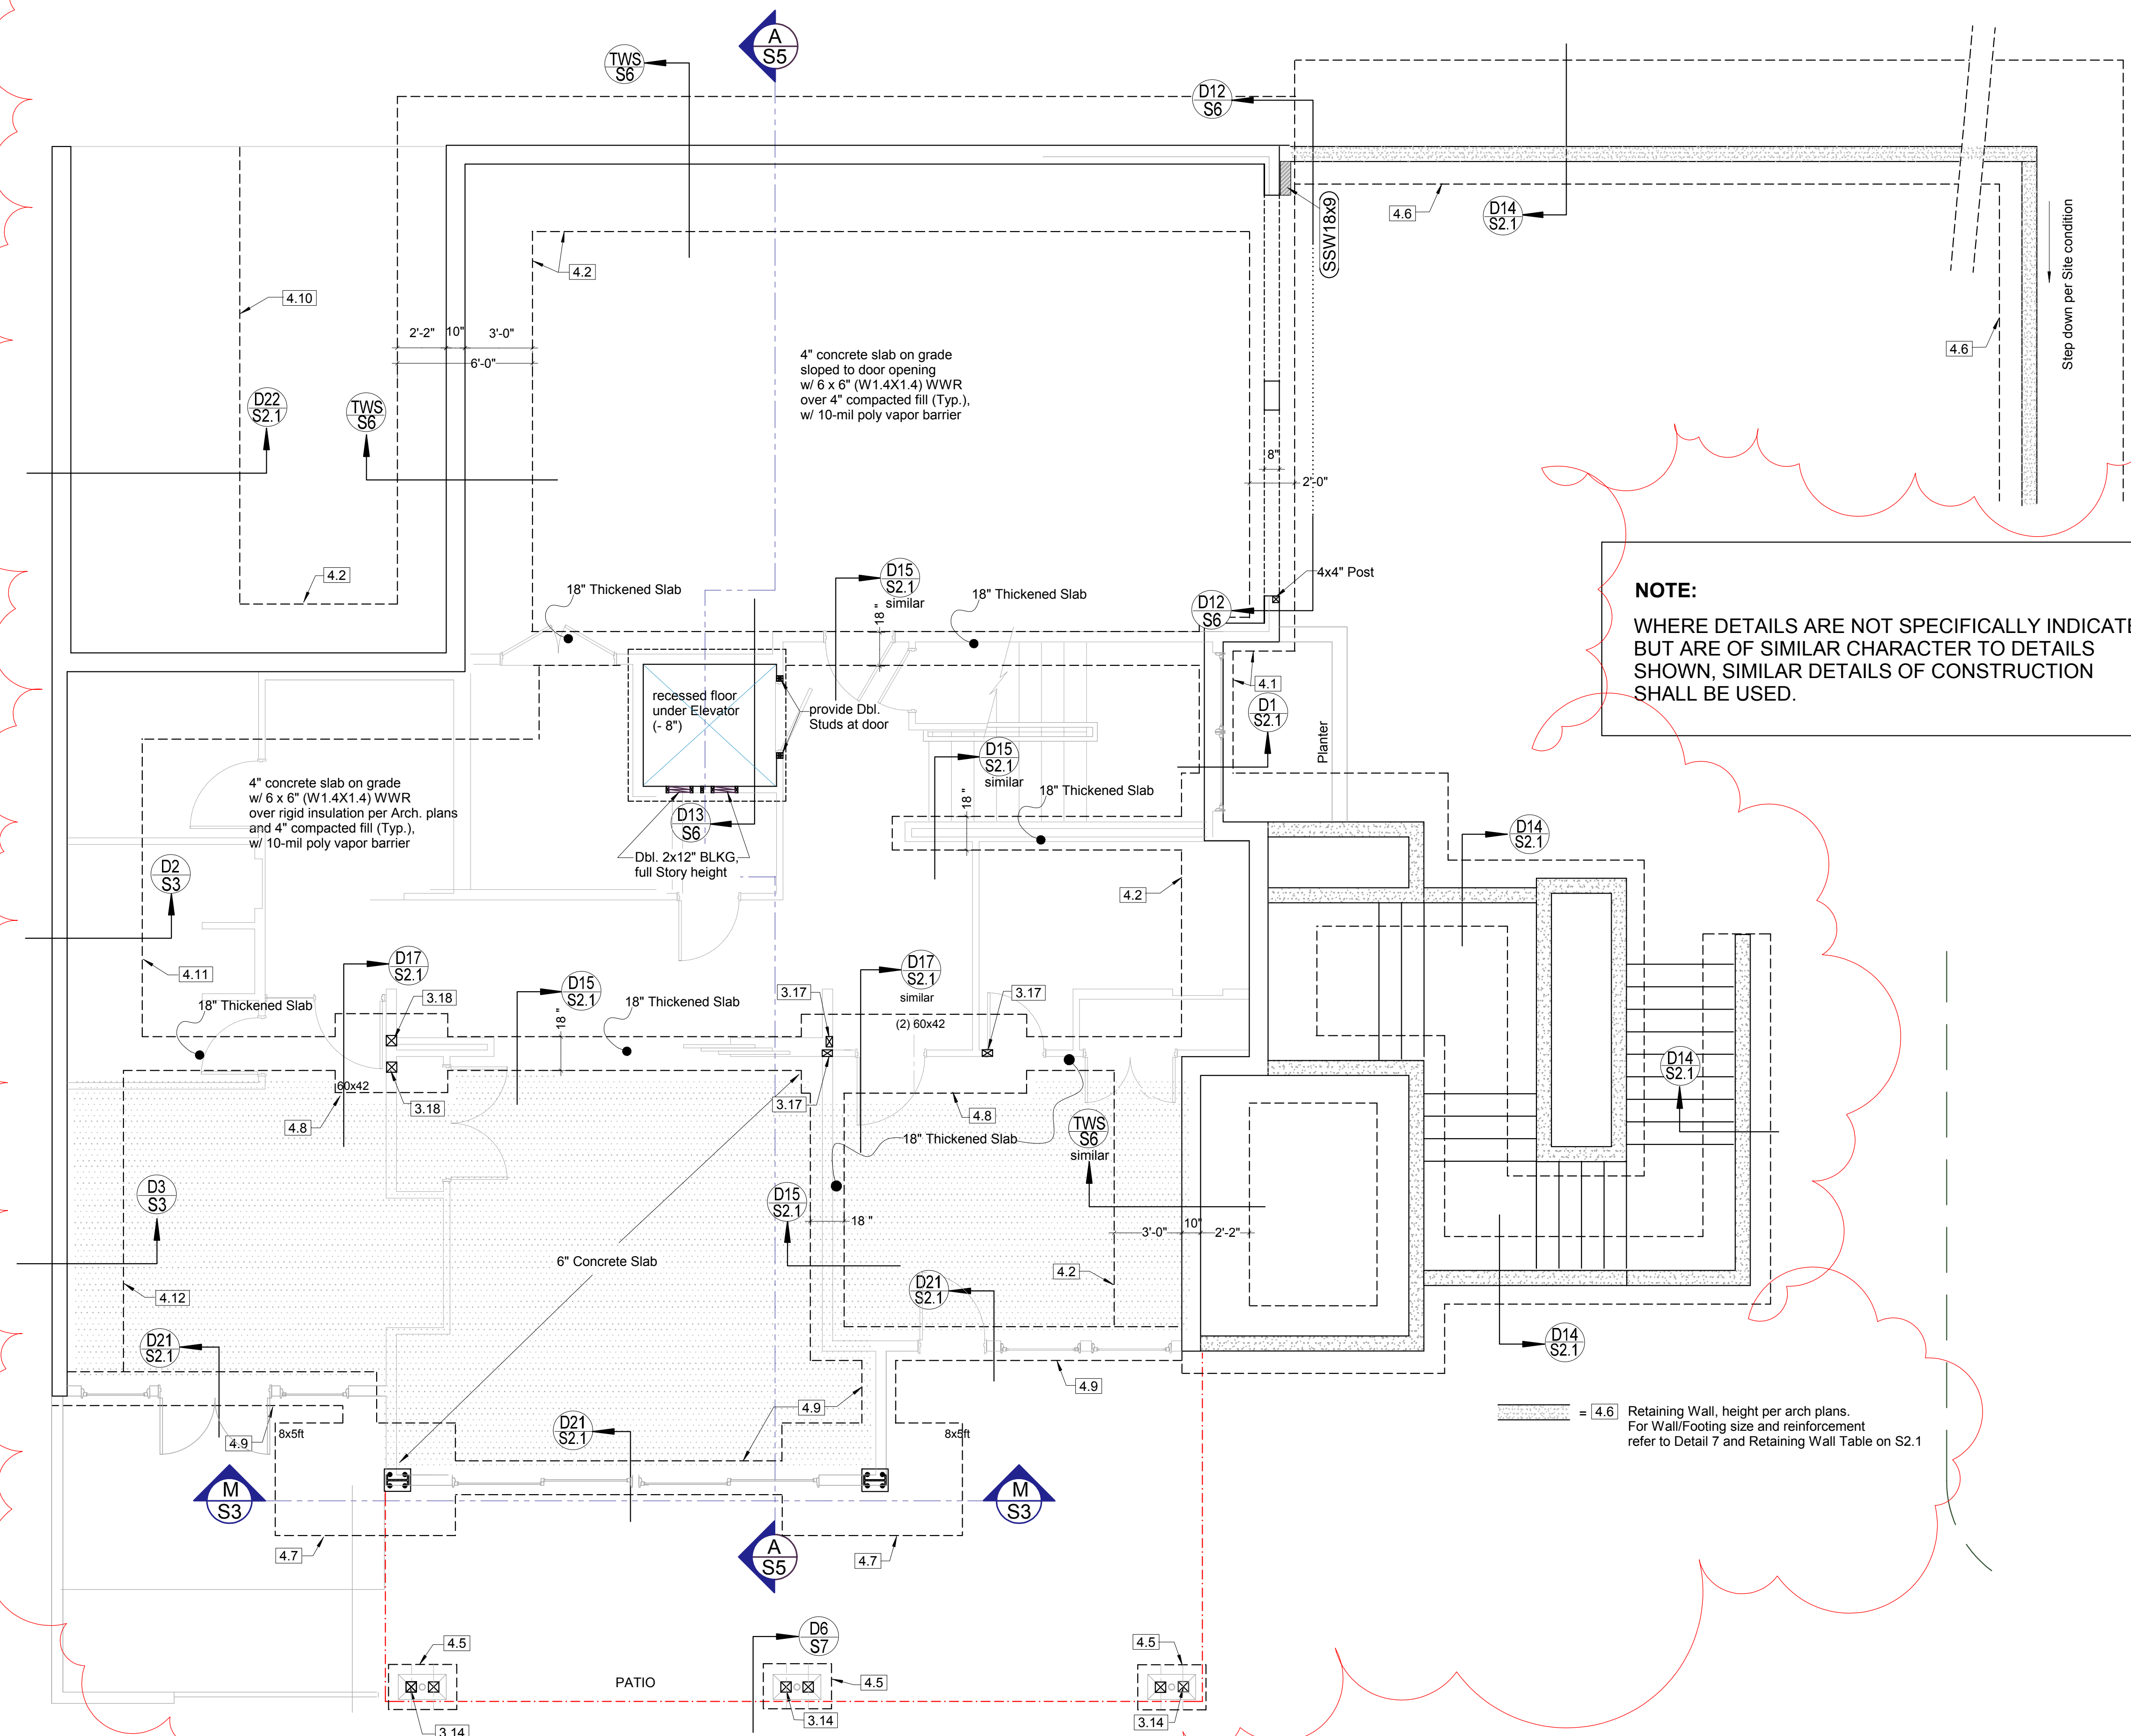 A
S5
TWS
S6
D12
S6
SSW18x9
4.6
D14
S2.1
Step down per Site condition
4.6
4.2
4.10
2'-2"
10"
3'-0"
6'-0"
4" concrete slab on grade
sloped to door opening
w/ 6 x 6" (W1.4X1.4) WWR
over 4" compacted fill (Typ.),
w/ 10-mil poly vapor barrier
D22
S2.1
TWS
S6
8"
2'-0"
4.2
18" Thickened Slab
D15
S2.1
similar
18 "
18" Thickened Slab
4x4" Post
D12
S6
NOTE:
WHERE DETAILS ARE NOT SPECIFICALLY INDICATE
BUT ARE OF SIMILAR CHARACTER TO DETAILS
SHOWN, SIMILAR DETAILS OF CONSTRUCTION
SHALL BE USED.
recessed floor
under Elevator
(- 8")
provide Dbl.
Studs at door
4.1
D1
S2.1
Planter
4" concrete slab on grade
w/ 6 x 6" (W1.4X1.4) WWR
over rigid insulation per Arch. plans
and 4" compacted fill (Typ.),
w/ 10-mil poly vapor barrier
D15
S2.1
similar
18 "
18" Thickened Slab
D13
S6
Dbl. 2x12" BLKG,
full Story height
D14
S2.1
D2
S3
4.2
4.11
D17
S2.1
D15
S2.1
D17
S2.1
similar
18" Thickened Slab
3.18
18 "
18" Thickened Slab
3.17
3.17
(2) 60x42
60x42
4.8
3.18
3.17
4.8
D14
S2.1
18" Thickened Slab
TWS
S6
similar
D3
S3
D15
S2.1
18 "
3'-0"
10"
2'-2"
6" Concrete Slab
4.2
4.12
D21
S2.1
D21
S2.1
D14
S2.1
4.9
4.9
4.9
8x5ft
D21
S2.1
8x5ft
= 4.6 Retaining Wall, height per arch plans.
For Wall/Footing size and reinforcement
refer to Detail 7 and Retaining Wall Table on S2.1
M
S3
M
S3
4.7
A
S5
4.7
4.5
D6
S7
4.5
PATIO
4.5
3.14
3.14
3.14